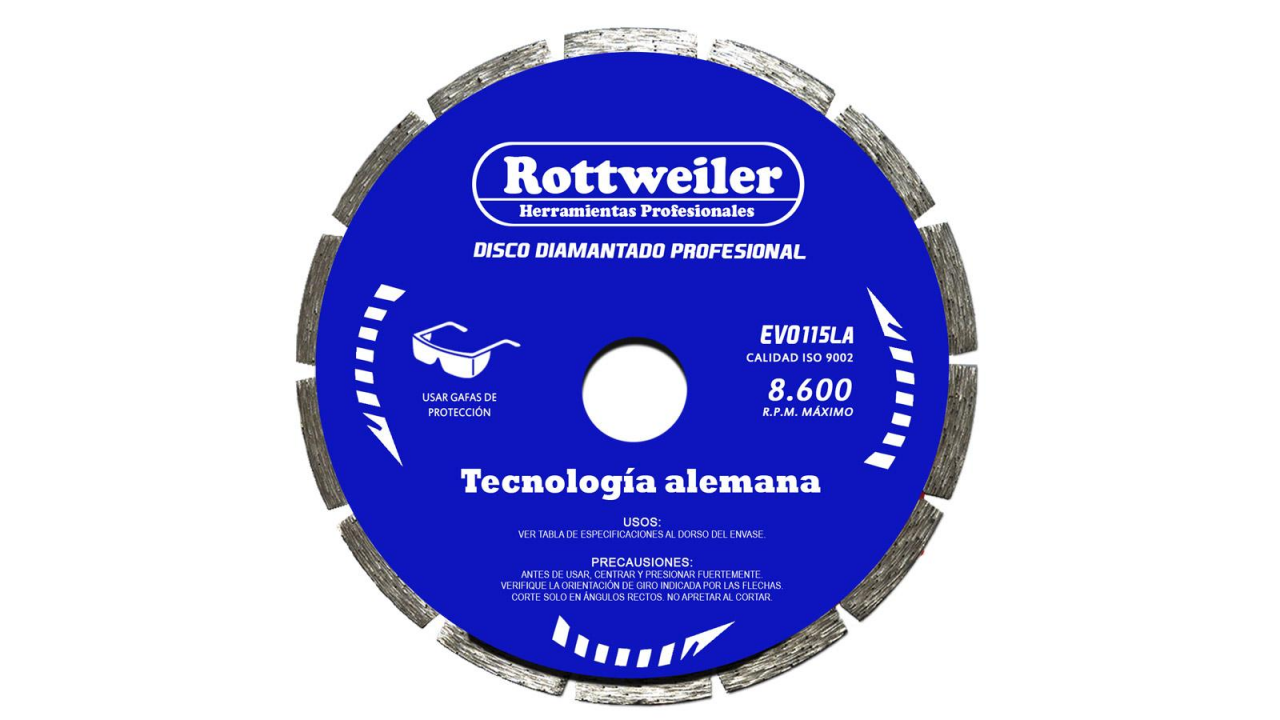 Rottweiler
Herramientas Profesionales
DISCO DIAMANTADO PROFESIONAL
EVO115LA
CALIDAD ISO 9002
8.600
R.P.M. MÁXIMO
USAR GAFAS DE
PROTECCIÓN
Tecnología alemana
USOS:
VER TABLA DE ESPECIFICACIONES AL DORSO DEL ENVASE.
PRECAUSIONES:
ANTES DE USAR, CENTRAR Y PRESIONAR FUERTEMENTE.
VERIFIQUE LA ORIENTACIÓN DE GIRO INDICADA POR LAS FLECHAS.
CORTE SOLO EN ÁNGULOS RECTOS. NO APRETAR AL CORTAR.